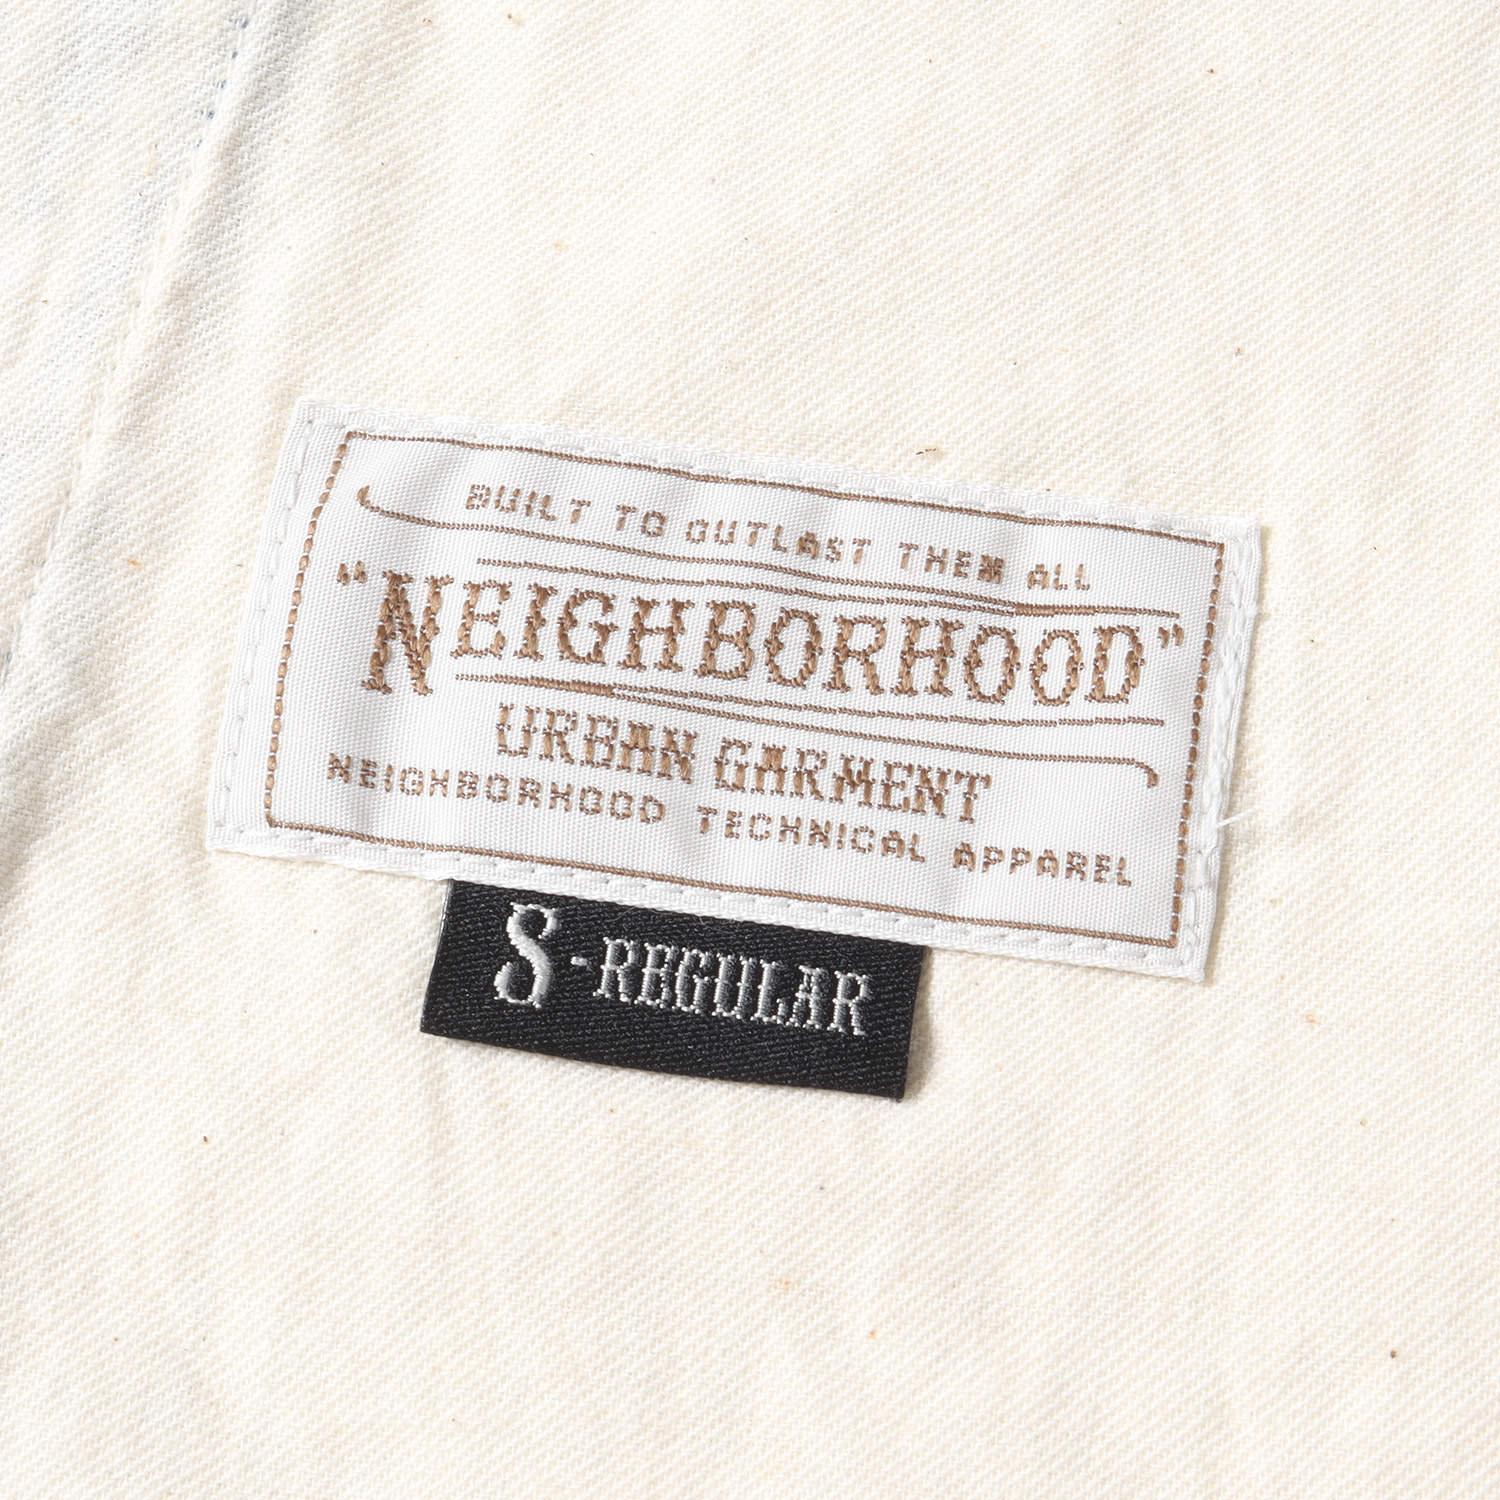 BUILT TO OUTLAST THEM ALL
"NEIGHBORHOOD"
URBAN GARMENT
NEIGHBORHOOD TECHNICAL APPAREL
S-REGULAR